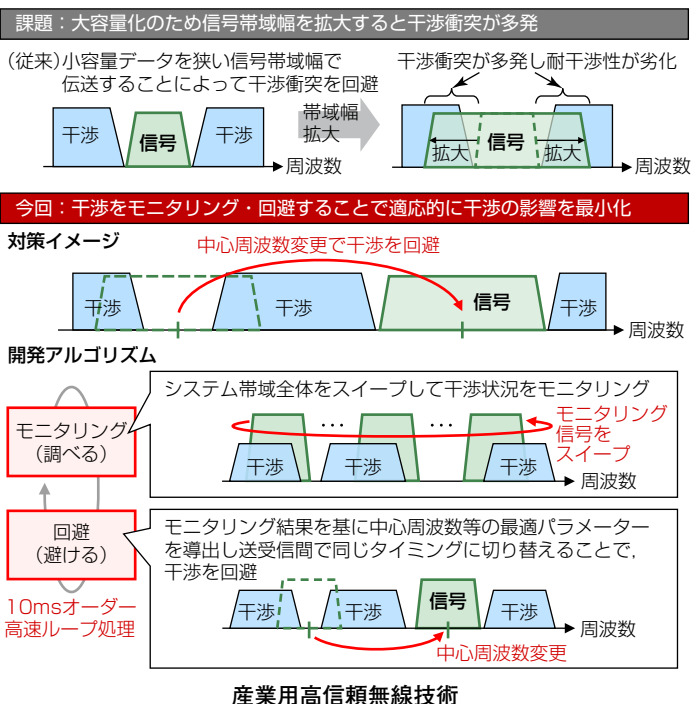 課題：大容量化のため信号帯域幅を拡大すると干渉衝突が多発
（従来）小容量データを狭い信号帯域幅で
伝送することによって干渉衝突を回避
干渉衝突が多発し耐干渉性が劣化
干渉
信号
干渉
周波数
帯域幅
拡大
拡大
信号
拡大
周波数
今回：干渉をモニタリング・回避することで適応的に干渉の影響を最小化
対策イメージ
中心周波数変更で干渉を回避
干渉
干渉
信号
干渉
周波数
開発アルゴリズム
モニタリング
（調べる）
システム帯域全体をスイープして干渉状況をモニタリング
…
…
モニタリング
信号を
スイープ
干渉
干渉
干渉
周波数
回避
（避ける）
10msオーダー
高速ループ処理
モニタリング結果を基に中心周波数等の最適パラメーター
を導出し送受信間で同じタイミングに切り替えることで，
干渉を回避
干渉
干渉
信号
干渉
周波数
中心周波数変更
産業用高信頼無線技術